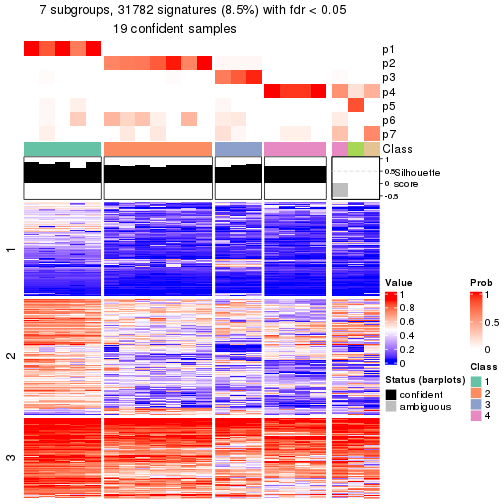 7 subgroups, 31782 signatures (8.5%) with fdr < 0.05
19 confident samples
p1
p2
p3
p4
p5
p6
p7
Class
1
0.5
0
-0.5
Silhouette
score
1
2
3
Value
1
0.8
0.6
0.4
0.2
0
Prob
1
0.5
0
Status (barplots)
confident
ambiguous
Class
1
2
3
4